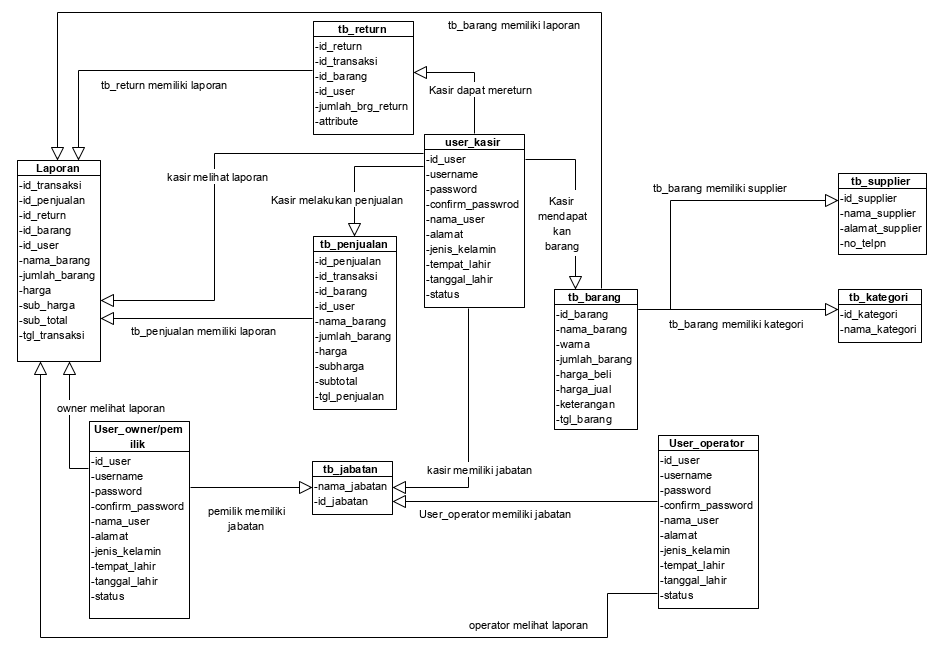 tb_barang memiliki laporan
tb_return
-id_return
-id_transaksi
-id_barang
-id_user
-jumlah_brg_return
-attribute
tb_return memiliki laporan
Kasir dapat mereturn
user_kasir
-id_user
-username
-password
-confirm_passwrod
-nama_user
-alamat
-jenis_kelamin
-tempat_lahir
-tanggal_lahir
-status
Laporan
-id_transaksi
-id_penjualan
-id_return
-id_barang
-id_user
-nama_barang
-jumlah_barang
-harga
-sub_harga
-sub_total
-tgl_transaksi
kasir melihat laporan
Kasir melakukan penjualan
Kasir
mendapat
kan
barang
tb_barang memiliki supplier
tb_supplier
-id_supplier
-nama_supplier
-alamat_supplier
-no_telpn
tb_penjualan
-id_penjualan
-id_transaksi
-id_barang
-id_user
-nama_barang
-jumlah_barang
-harga
-subharga
-subtotal
-tgl_penjualan
tb_penjualan memiliki laporan
tb_barang
-id_barang
-nama_barang
-warna
-jumlah_barang
-harga_beli
-harga_jual
-keterangan
-tgl_barang
tb_kategori
-id_kategori
-nama_kategori
tb_barang memiliki kategori
owner melihat laporan
User_owner/pem
ilik
-id_user
-username
-password
-confirm_password
-nama_user
-alamat
-jenis_kelamin
-tempat_lahir
-tanggal_lahir
-status
pemilik memiliki
jabatan
tb_jabatan
-nama_jabatan
-id_jabatan
kasir memiliki jabatan
User_operator memiliki jabatan
User_operator
-id_user
-username
-password
-confirm_password
-nama_user
-alamat
-jenis_kelamin
-tempat_lahir
-tanggal_lahir
-status
operator melihat laporan